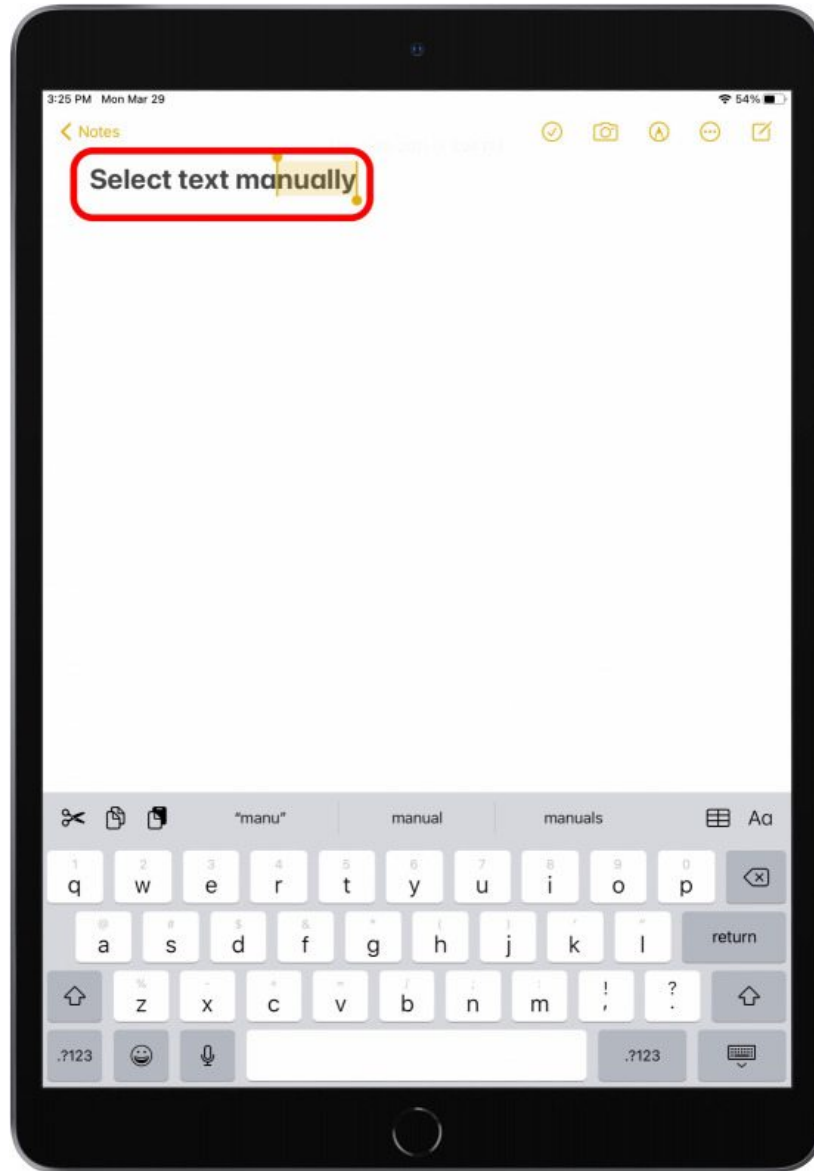 3:25 PM Mon Mar 29 54%
Notes
Select text manually
"manu" manual manuals Aa
1 2 3 4 5 6 7 8 9 0
q w e r t y u i o p
@ # $ & * ( ) ' "
a s d f g h j k l return
% - + = / ; : ! ?
z x c v b n m , .
.?123 .?123